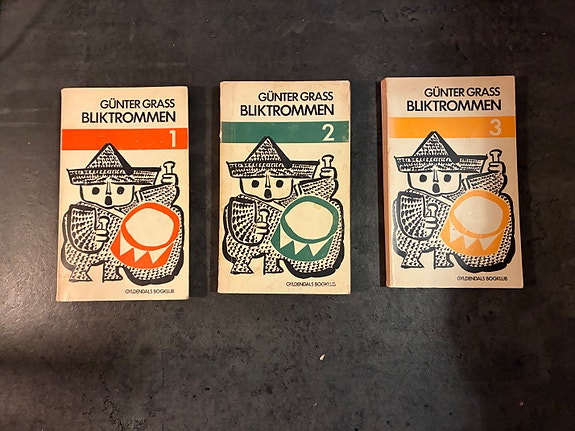 GÜNTER GRASS
BLIKTROMMEN
1
GYLDENDALS BOGKLUB
GÜNTER GRASS
BLIKTROMMEN
2
GYLDENDALS BOGKLUB
GÜNTER GRASS
BLIKTROMMEN
3
GYLDENDALS BOGKLUB